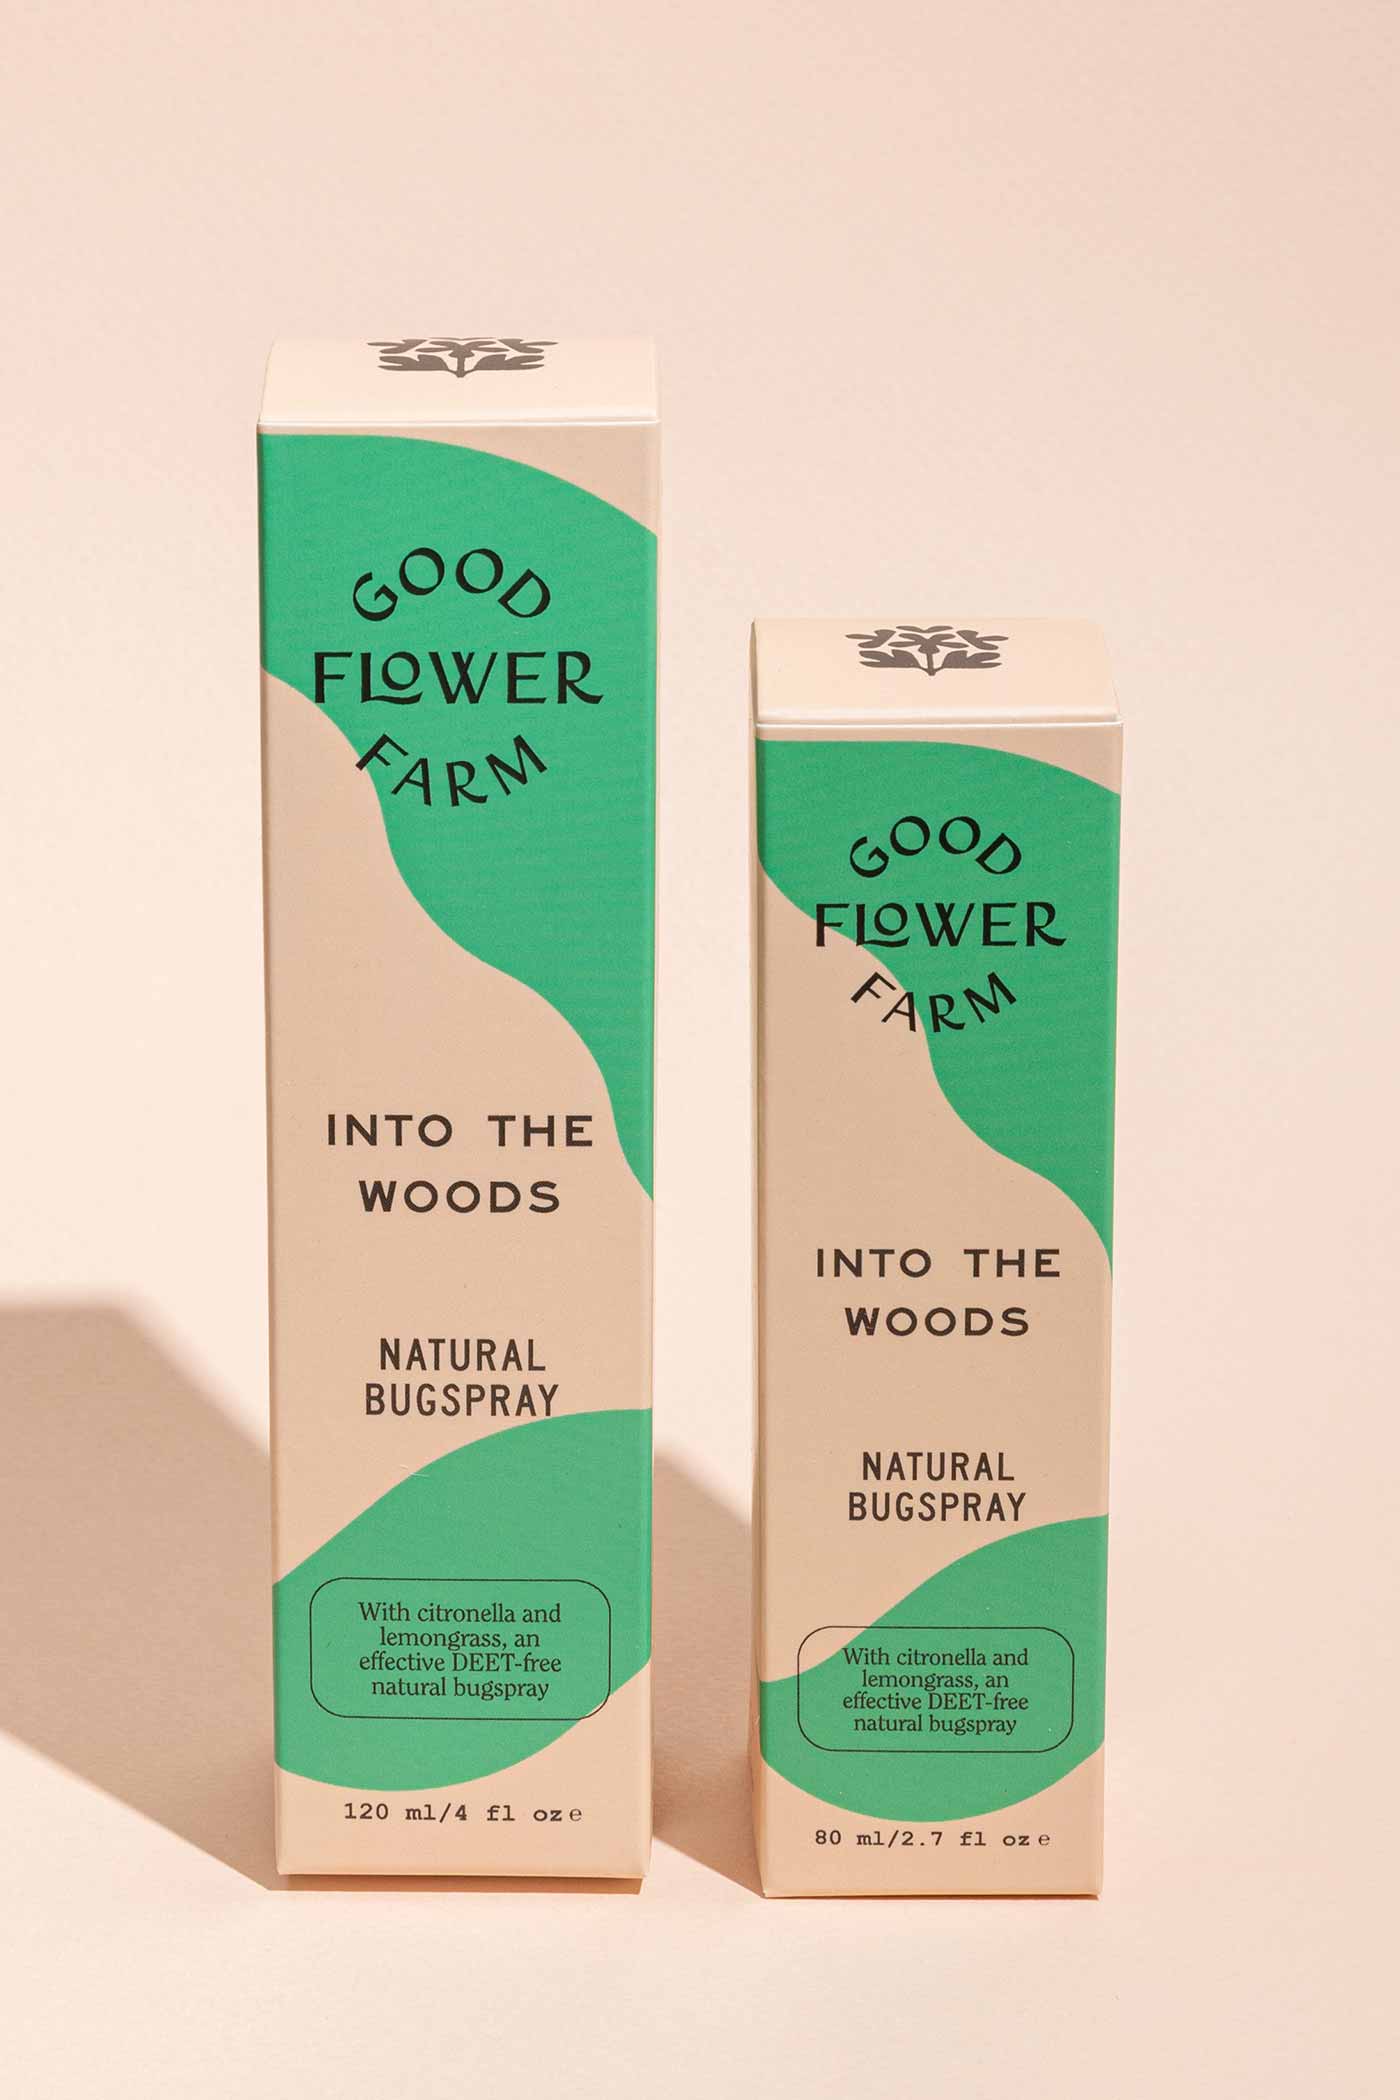 GOOD
FLOWER
FARM
INTO THE
WOODS
NATURAL
BUGSPRAY
With citronella and
lemongrass, an
effective DEET-free
natural bugspray
120 ml/4 fl oz ℮
GOOD
FLOWER
FARM
INTO THE
WOODS
NATURAL
BUGSPRAY
With citronella and
lemongrass, an
effective DEET-free
natural bugspray
80 ml/2.7 fl oz ℮